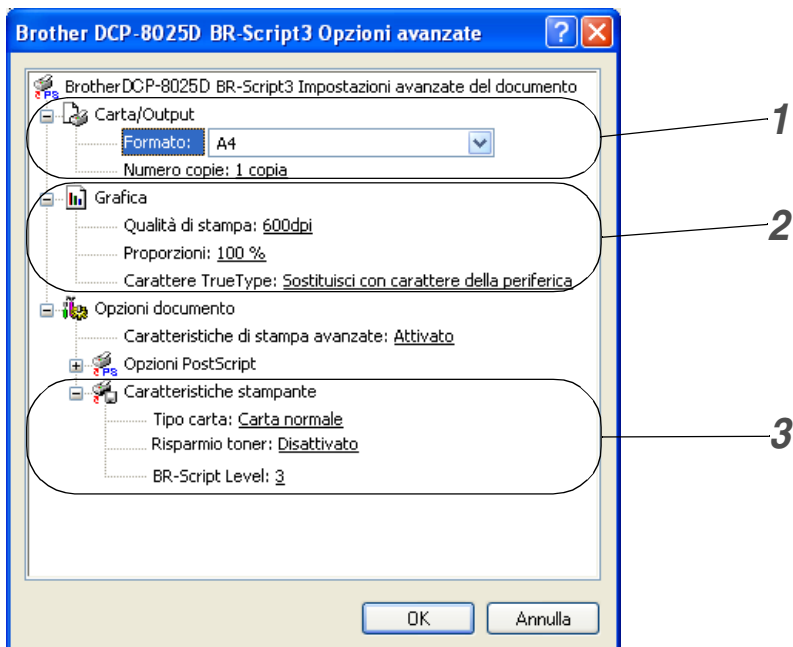 Brother DCP-8025D BR-Script3 Opzioni avanzate
BrotherDCP-8025D BR-Script3 Impostazioni avanzate del documento
Carta/Output
Formato: A4
Numero copie: 1 copia
1
Grafica
Qualità di stampa: 600dpi
Proporzioni: 100 %
Carattere TrueType: Sostituisci con carattere della periferica
2
Opzioni documento
Caratteristiche di stampa avanzate: Attivato
PS Opzioni PostScript
Caratteristiche stampante
Tipo carta: Carta normale
Risparmio toner: Disattivato
BR-Script Level: 3
3
OK Annulla